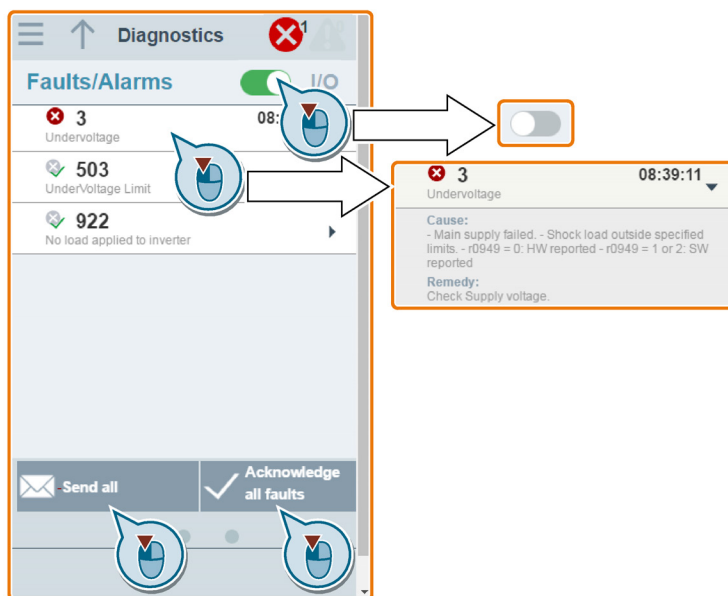 Diagnostics
1
Faults/Alarms
I/O
3
08:
Undervoltage
503
UnderVoltage Limit
922
No load applied to inverter
-Send all
Acknowledge
all faults
3
08:39:11
Undervoltage
Cause:
- Main supply failed. - Shock load outside specified
limits. - r0949 = 0: HW reported - r0949 = 1 or 2: SW
reported
Remedy:
Check Supply voltage.